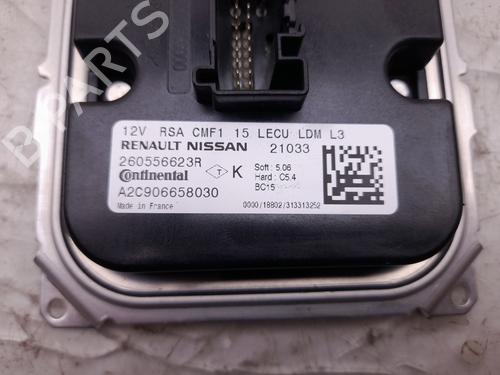 B-PARTS
12V RSA CMF1 15 LECU LDM L3
RENAULT NISSAN 21033
260556623R
Continental T K
Soft : 5.06
Hard : C5.4
A2C906658030
BC15
Made in France
0000/18802/313313252